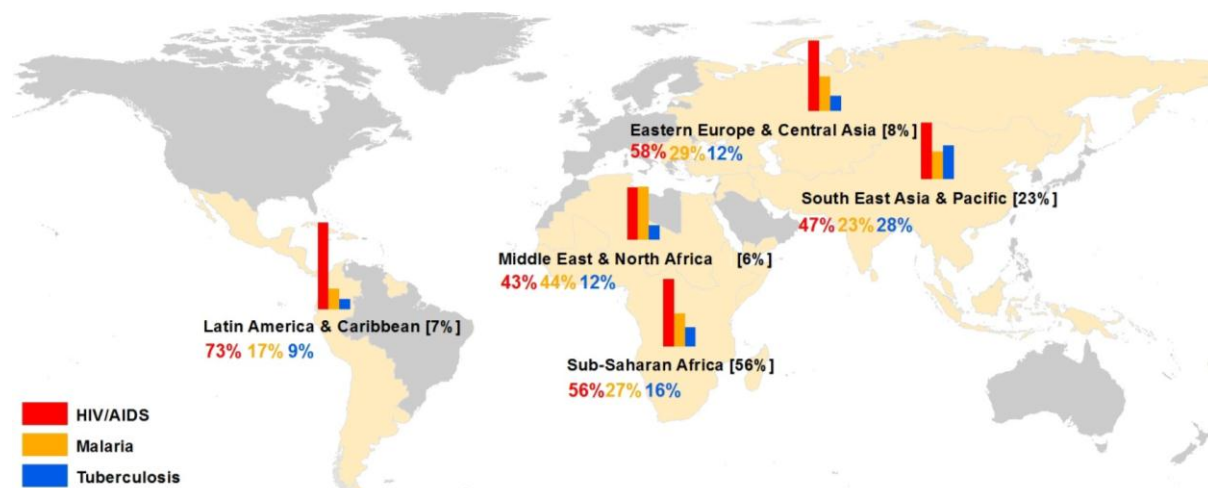 Eastern Europe & Central Asia [8%]
58% 29% 12%
South East Asia & Pacific [23%]
47% 23% 28%
Middle East & North Africa [6%]
43% 44% 12%
Latin America & Caribbean [7%]
73% 17% 9%
Sub-Saharan Africa [56%]
56% 27% 16%
HIV/AIDS
Malaria
Tuberculosis